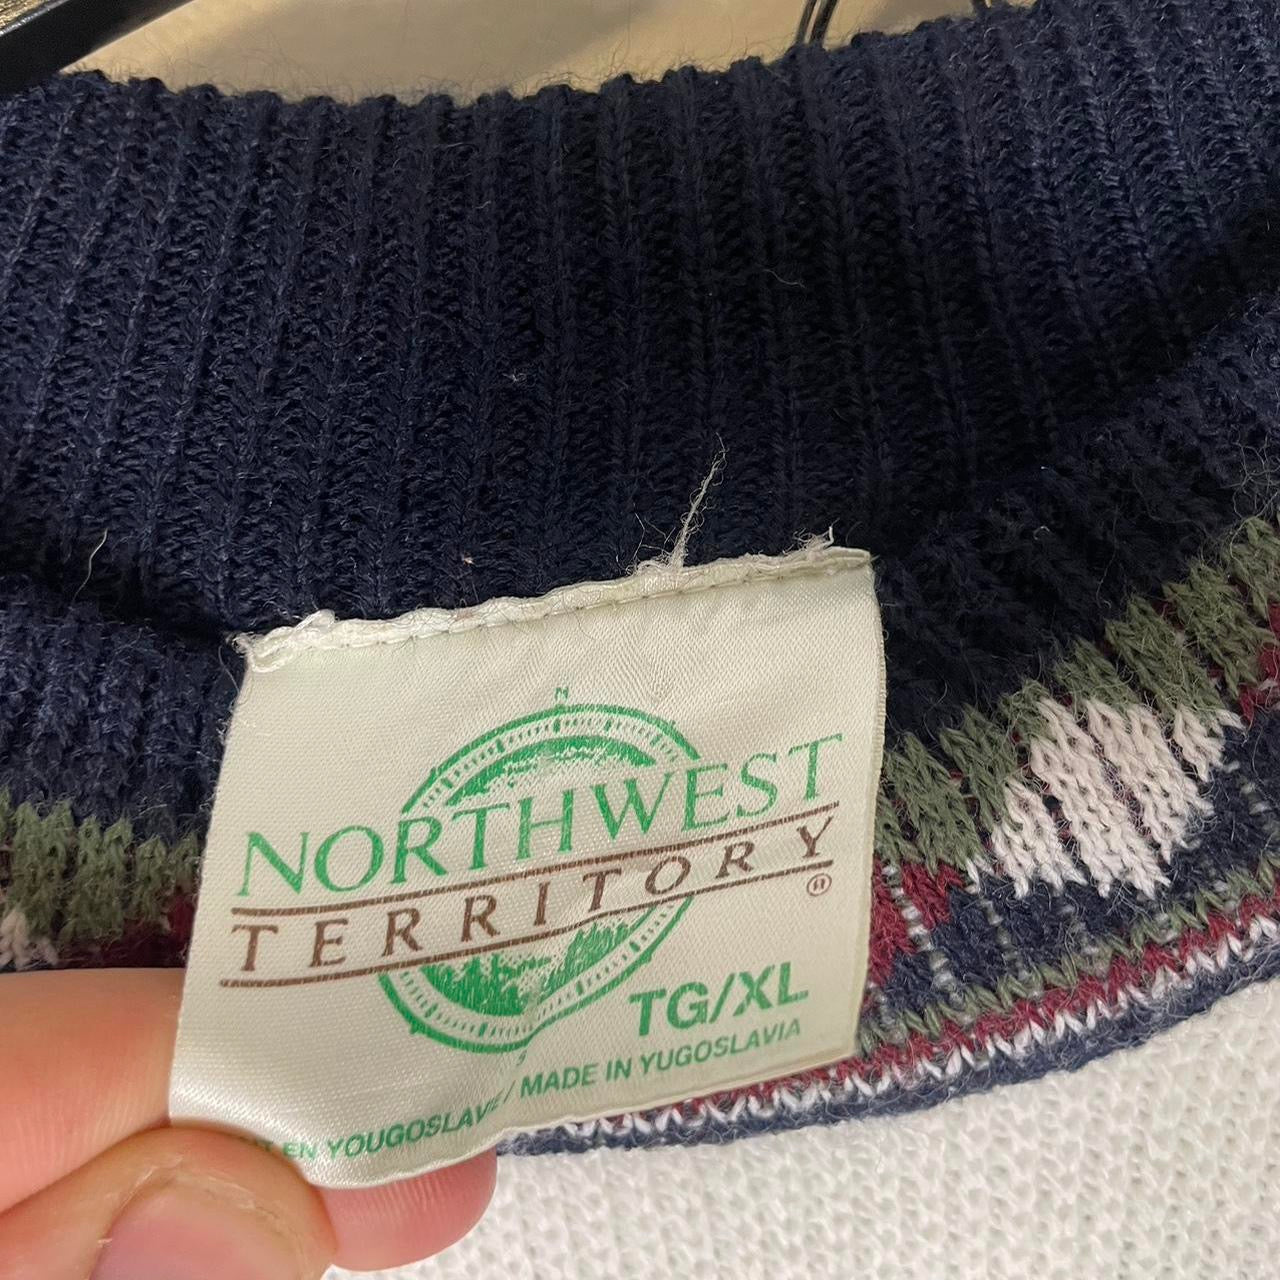 N
NORTHWEST
TERRITORY
®
TG/XL
EN YOUGOSLAVIE / MADE IN YUGOSLAVIA